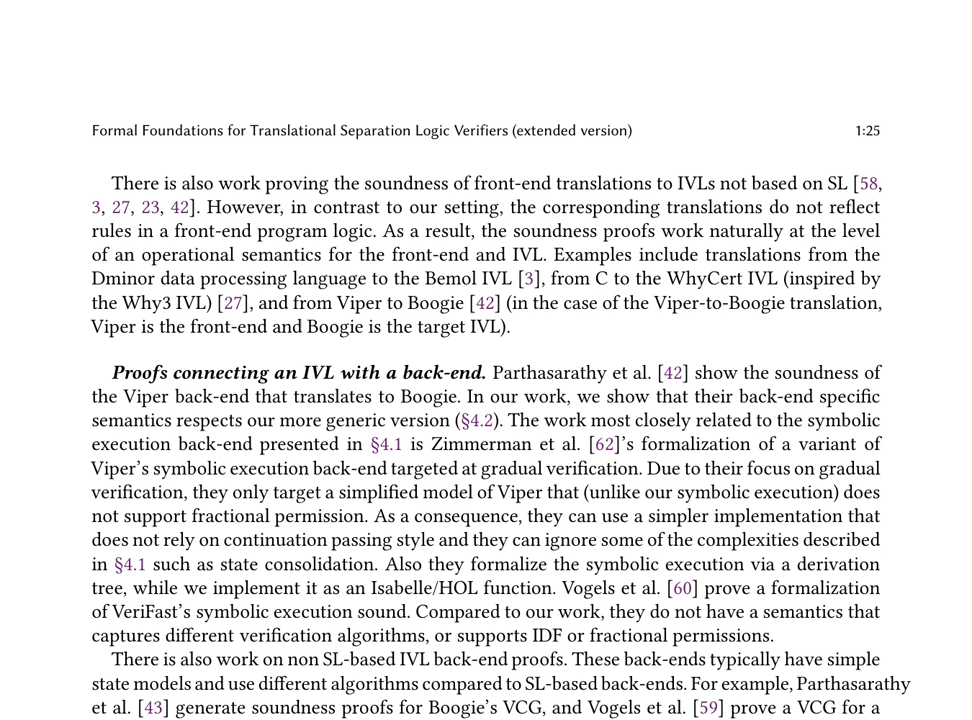 Formal Foundations for Translational Separation Logic Verifiers (extended version) 1:25
There is also work proving the soundness of front-end translations to IVLs not based on SL [58,
3, 27, 23, 42]. However, in contrast to our setting, the corresponding translations do not reflect
rules in a front-end program logic. As a result, the soundness proofs work naturally at the level
of an operational semantics for the front-end and IVL. Examples include translations from the
Dminor data processing language to the Bemol IVL [3], from C to the WhyCert IVL (inspired by
the Why3 IVL) [27], and from Viper to Boogie [42] (in the case of the Viper-to-Boogie translation,
Viper is the front-end and Boogie is the target IVL).
Proofs connecting an IVL with a back-end. Parthasarathy et al. [42] show the soundness of
the Viper back-end that translates to Boogie. In our work, we show that their back-end specific
semantics respects our more generic version (§4.2). The work most closely related to the symbolic
execution back-end presented in §4.1 is Zimmerman et al. [62]’s formalization of a variant of
Viper’s symbolic execution back-end targeted at gradual verification. Due to their focus on gradual
verification, they only target a simplified model of Viper that (unlike our symbolic execution) does
not support fractional permission. As a consequence, they can use a simpler implementation that
does not rely on continuation passing style and they can ignore some of the complexities described
in §4.1 such as state consolidation. Also they formalize the symbolic execution via a derivation
tree, while we implement it as an Isabelle/HOL function. Vogels et al. [60] prove a formalization
of VeriFast’s symbolic execution sound. Compared to our work, they do not have a semantics that
captures different verification algorithms, or supports IDF or fractional permissions.
There is also work on non SL-based IVL back-end proofs. These back-ends typically have simple
state models and use different algorithms compared to SL-based back-ends. For example, Parthasarathy
et al. [43] generate soundness proofs for Boogie’s VCG, and Vogels et al. [59] prove a VCG for a